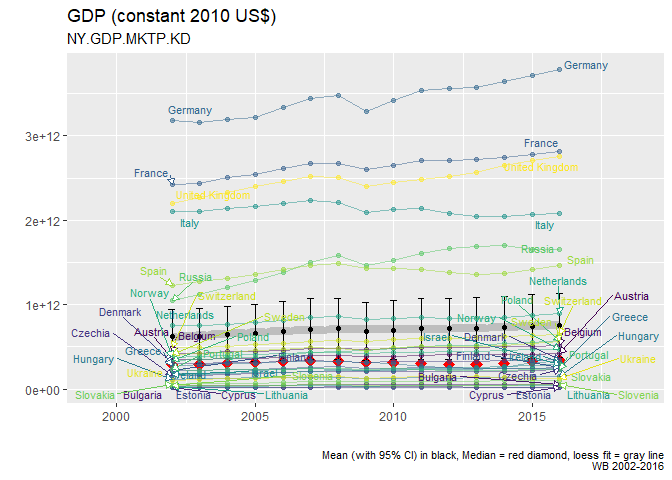 GDP (constant 2010 US$)
NY.GDP.MKTP.KD
Germany
Germany
3e+12
France
France
United Kingdom
United Kingdom
Italy
Italy
2e+12
Spain
Russia
Russia
Spain
Norway
Switzerland
Netherlands
Switzerland
Poland
Austria
1e+12
Denmark
Netherlands
Sweden
Norway
Czechia
Austria
Belgium
Poland
Israel
Denmark
Belgium
Hungary
Hungary
Greece
Greece
Portugal
Finland
Finland
Ireland
Portugal
Ukraine
Ukraine
Israel
Slovenia
Bulgaria
Czechia
Slovakia
0e+00
Slovakia
Bulgaria
Estonia
Cyprus
Lithuania
Cyprus
Estonia
Lithuania
Slovenia
2000
2005
2010
2015
Mean (with 95% CI) in black, Median = red diamond, loess fit = gray line
WB 2002-2016